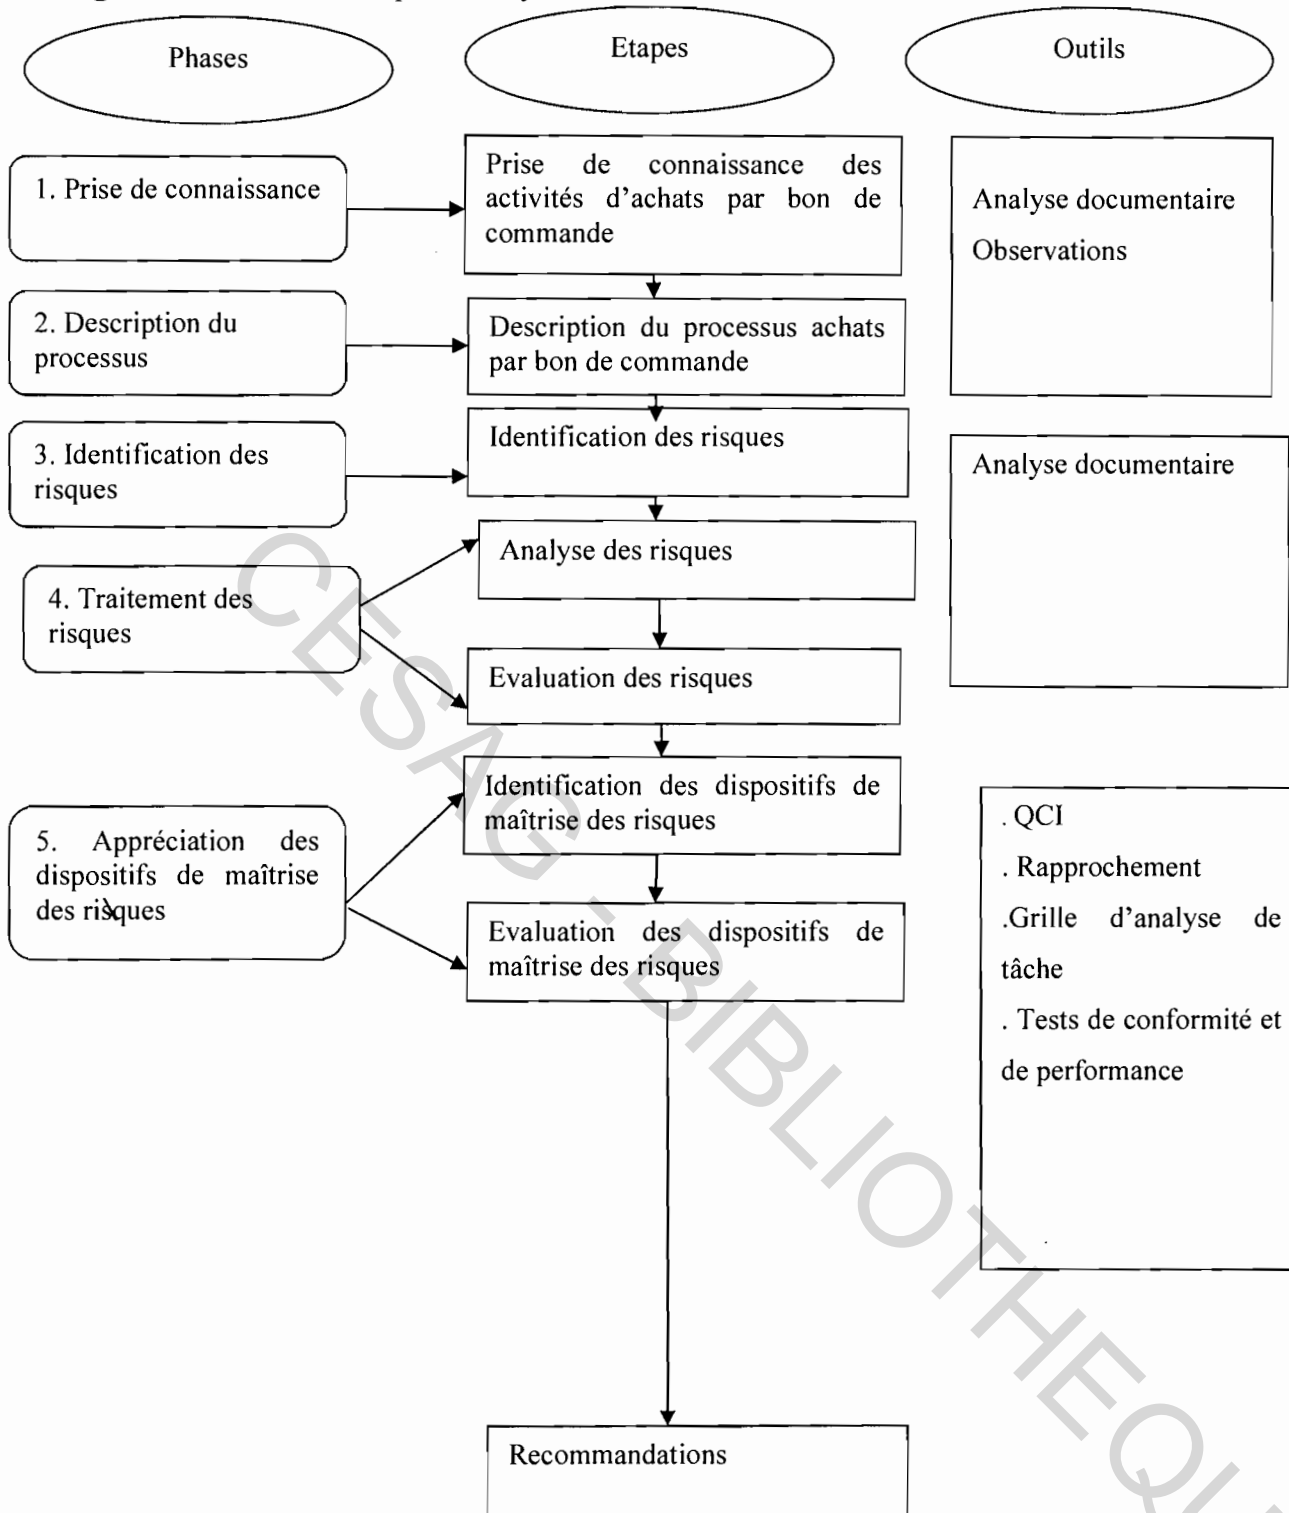 Phases
Etapes
Outils
1. Prise de connaissance
Prise de connaissance des
activités d'achats par bon de
commande
Analyse documentaire
Observations
2. Description du
processus
Description du processus achats
par bon de commande
3. Identification des
risques
Identification des risques
Analyse documentaire
4. Traitement des
risques
Analyse des risques
Evaluation des risques
5. Appréciation des
dispositifs de maîtrise
des risques
Identification des dispositifs de
maîtrise des risques
Evaluation des dispositifs de
maîtrise des risques
. QCI
. Rapprochement
.Grille d'analyse de
tâche
. Tests de conformité et
de performance
Recommandations
CESAG - BIBLIOTHEQU